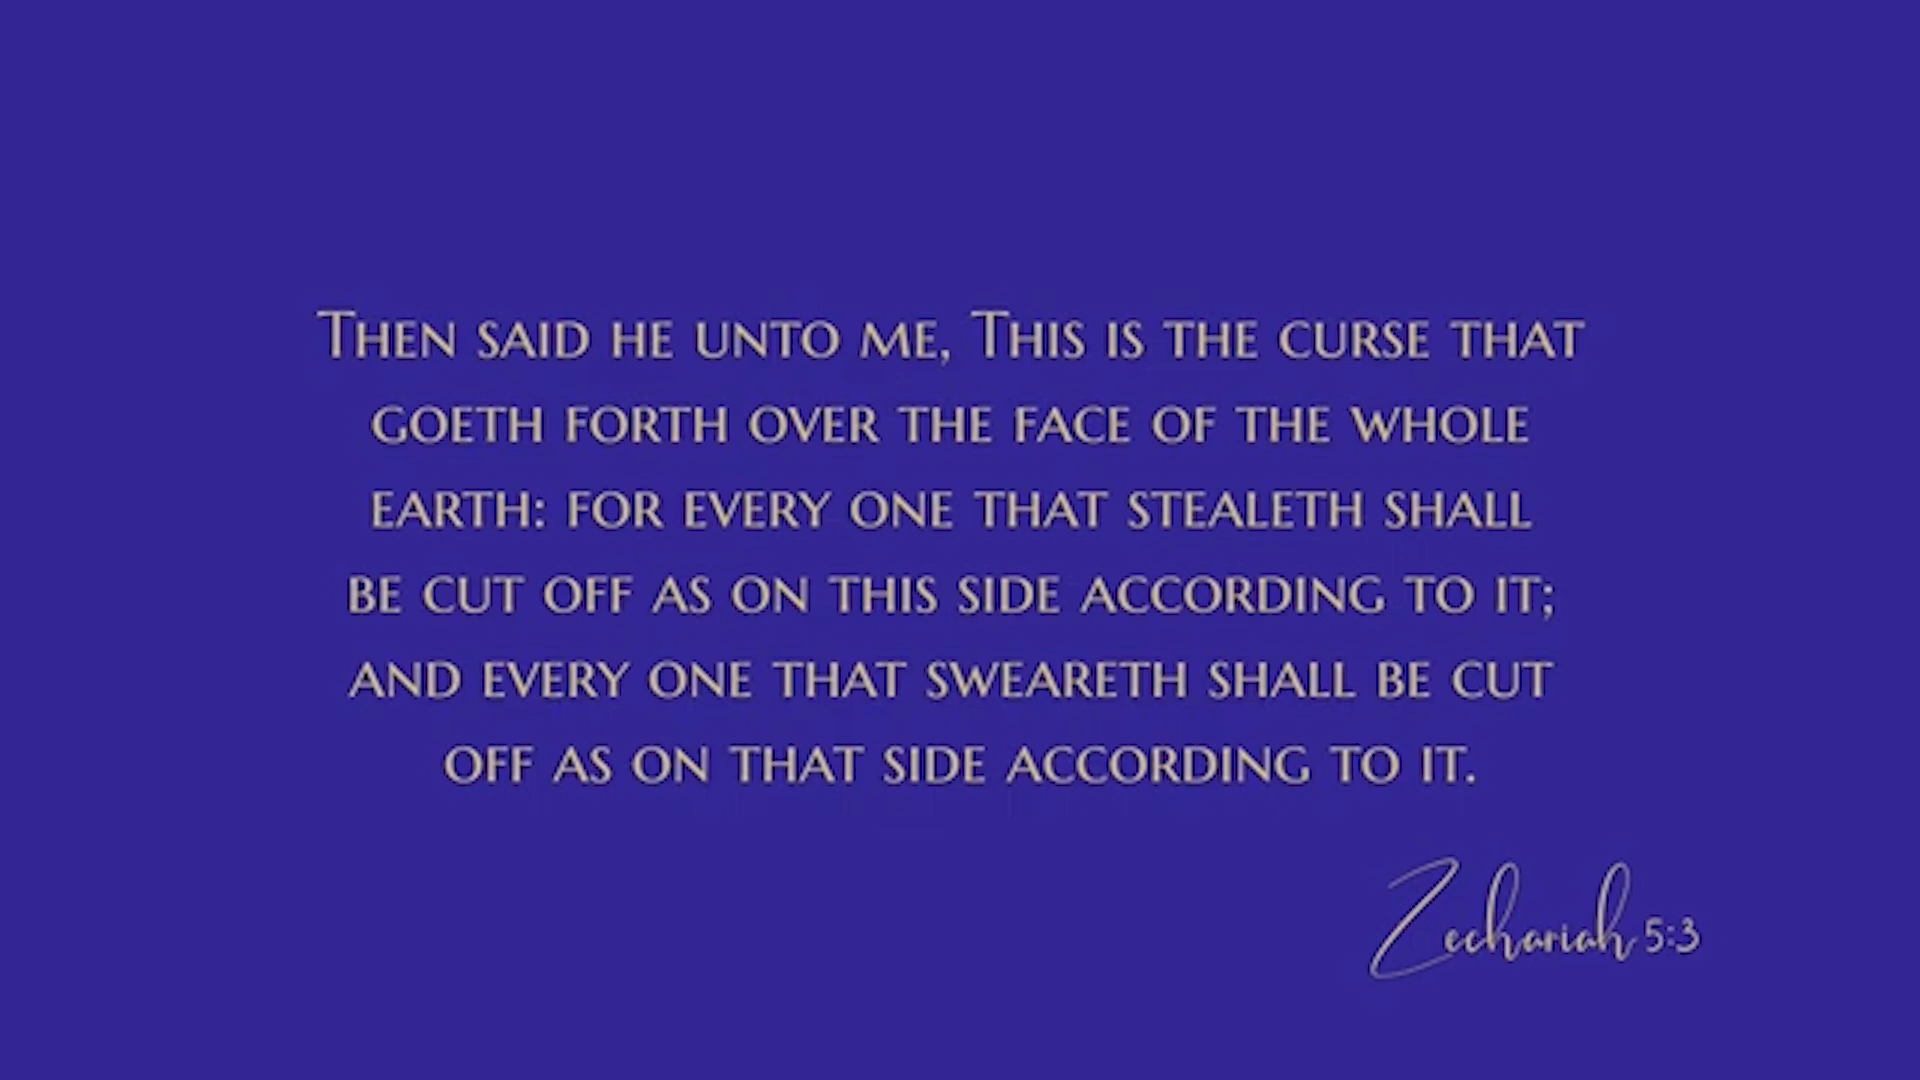 Then said he unto me, This is the curse that
goeth forth over the face of the whole
earth: for every one that stealeth shall
be cut off as on this side according to it;
and every one that sweareth shall be cut
off as on that side according to it.
Zechariah 5:3